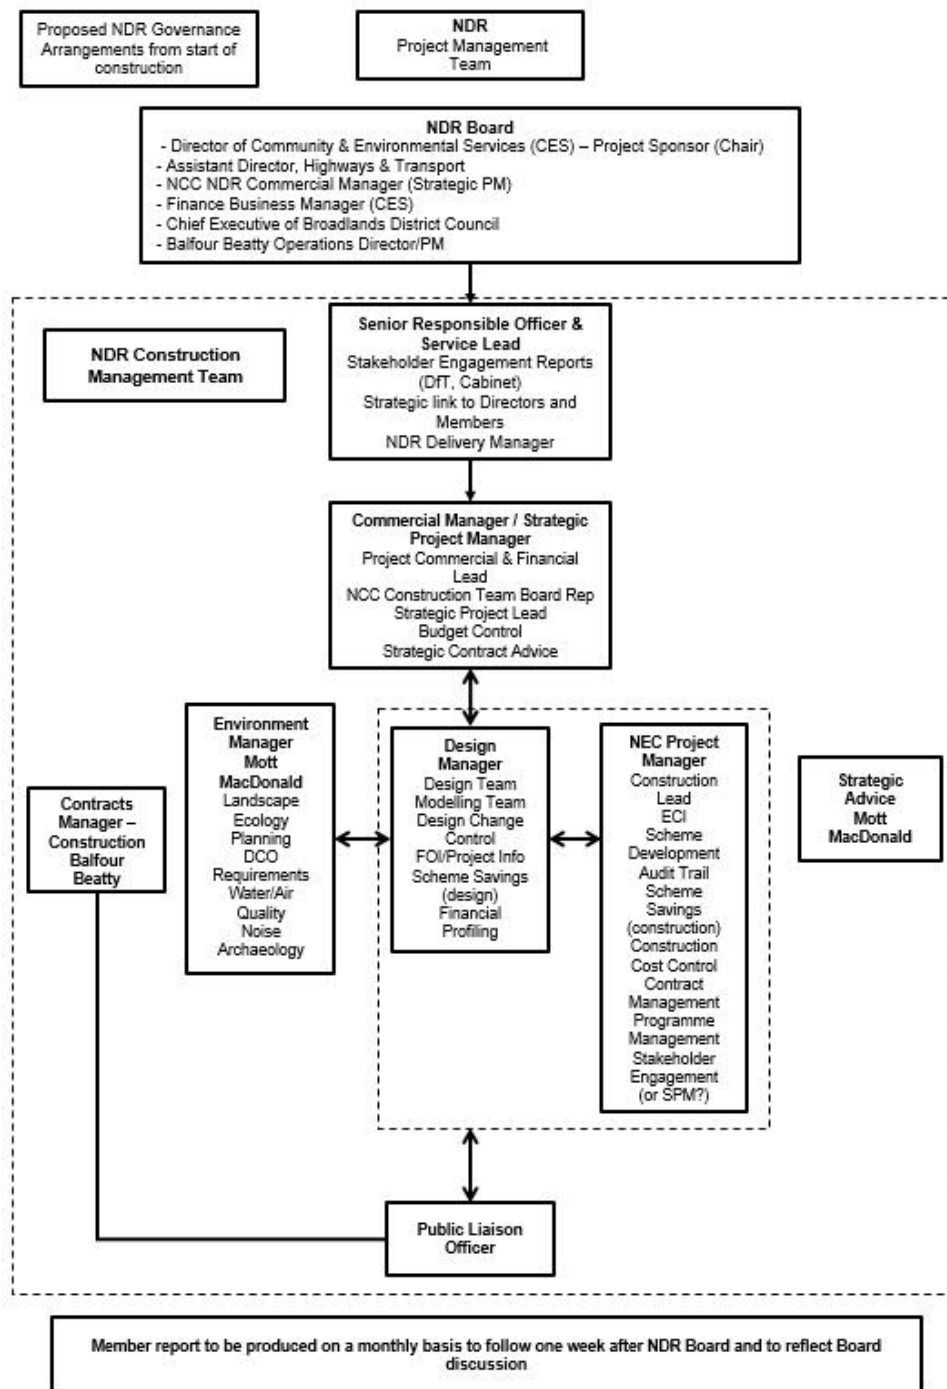 Proposed NDR Governance
Arrangements from start of
construction
NDR
Project Management
Team
NDR Board
- Director of Community & Environmental Services (CES) – Project Sponsor (Chair)
- Assistant Director, Highways & Transport
- NCC NDR Commercial Manager (Strategic PM)
- Finance Business Manager (CES)
- Chief Executive of Broadlands District Council
- Balfour Beatty Operations Director/PM
NDR Construction
Management Team
Senior Responsible Officer &
Service Lead
Stakeholder Engagement Reports
(DfT, Cabinet)
Strategic link to Directors and
Members
NDR Delivery Manager
Commercial Manager / Strategic
Project Manager
Project Commercial & Financial
Lead
NCC Construction Team Board Rep
Strategic Project Lead
Budget Control
Strategic Contract Advice
Contracts
Manager –
Construction
Balfour
Beatty
Environment
Manager
Mott
MacDonald
Landscape
Ecology
Planning
DCO
Requirements
Water/Air
Quality
Noise
Archaeology
Design
Manager
Design Team
Modelling Team
Design Change
Control
FOI/Project Info
Scheme Savings
(design)
Financial
Profiling
NEC Project
Manager
Construction
Lead
ECI
Scheme
Development
Audit Trail
Scheme
Savings
(construction)
Construction
Cost Control
Contract
Management
Programme
Management
Stakeholder
Engagement
(or SPM?)
Strategic
Advice
Mott
MacDonald
Public Liaison
Officer
Member report to be produced on a monthly basis to follow one week after NDR Board and to reflect Board
discussion